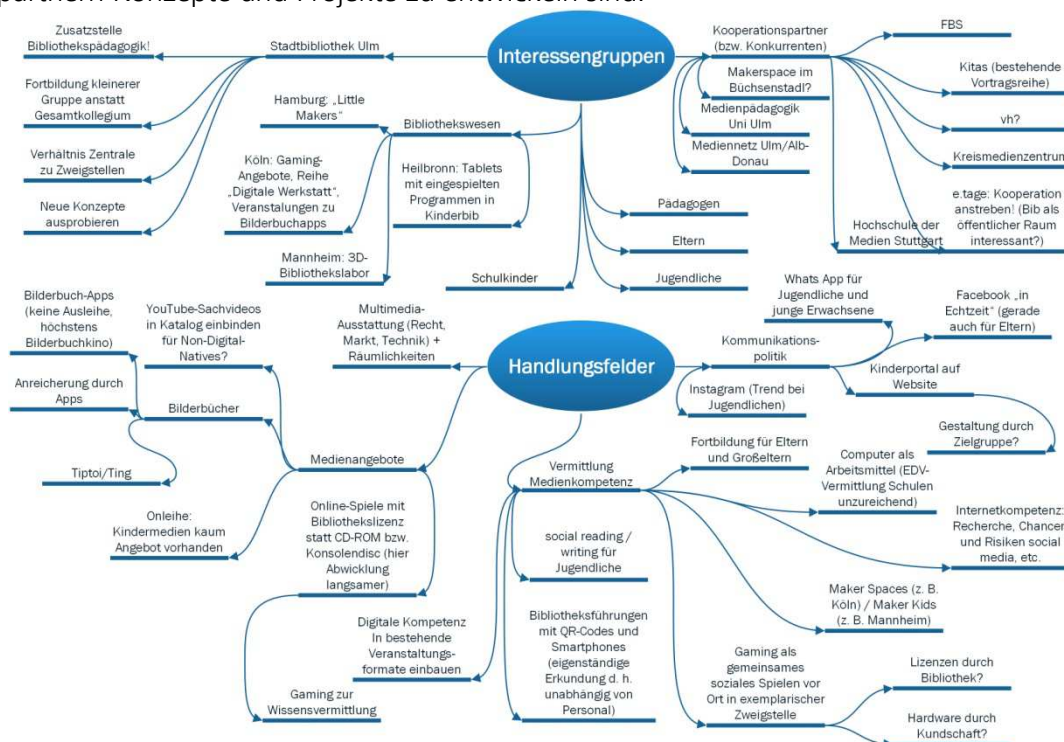 partnern Konzepte und Projekte zu entwickeln sind.
Interessengruppen
Stadtbibliothek Ulm
Zusatzstelle
Bibliothekspädagogik!
Fortbildung kleinerer
Gruppe anstatt
Gesamtkollegium
Verhältnis Zentrale
zu Zweigstellen
Neue Konzepte
ausprobieren
Bibliothekswesen
Hamburg: „Little
Makers“
Köln: Gaming-
Angebote, Reihe
„Digitale Werkstatt“,
Veranstalungen zu
Bilderbuchapps
Heilbronn: Tablets
mit eingespielten
Programmen in
Kinderbib
Mannheim: 3D-
Bibliothekslabor
Schulkinder
Pädagogen
Eltern
Jugendliche
Kooperationspartner
(bzw. Konkurrenten)
Makerspace im
Büchsenstadl?
Medienpädagogik
Uni Ulm
Mediennetz Ulm/Alb-
Donau
FBS
Kitas (bestehende
Vortragsreihe)
vh?
Kreismedienzentrum
e.tage: Kooperation
anstreben! (Bib als
öffentlicher Raum
interessant?)
Hochschule der
Medien Stuttgart
Handlungsfelder
Multimedia-
Ausstattung (Recht,
Markt, Technik) +
Räumlichkeiten
Medienangebote
YouTube-Sachvideos
in Katalog einbinden
für Non-Digital-
Natives?
Bilderbücher
Bilderbuch-Apps
(keine Ausleihe,
höchstens
Bilderbuchkino)
Anreicherung durch
Apps
Tiptoi/Ting
Onleihe:
Kindermedien kaum
Angebot vorhanden
Online-Spiele mit
Bibliothekslizenz
statt CD-ROM bzw.
Konsolendisc (hier
Abwicklung
langsamer)
Gaming zur
Wissensvermittlung
Kommunikations-
politik
Whats App für
Jugendliche und
junge Erwachsene
Facebook „in
Echtzeit“ (gerade
auch für Eltern)
Instagram (Trend bei
Jugendlichen)
Kinderportal auf
Website
Gestaltung durch
Zielgruppe?
Vermittlung
Medienkompetenz
Fortbildung für Eltern
und Großeltern
Computer als
Arbeitsmittel (EDV-
Vermittlung Schulen
unzureichend)
Internetkompetenz:
Recherche, Chancen
und Risiken social
media, etc.
Maker Spaces (z. B.
Köln) / Maker Kids
(z. B. Mannheim)
Gaming als
gemeinsames
soziales Spielen vor
Ort in exemplarischer
Zweigstelle
Lizenzen durch
Bibliothek?
Hardware durch
Kundschaft?
social reading /
writing für
Jugendliche
Bibliotheksführungen
mit QR-Codes und
Smartphones
(eigenständige
Erkundung d. h.
unabhängig von
Personal)
Digitale Kompetenz
In bestehende
Veranstaltungs-
formate einbauen